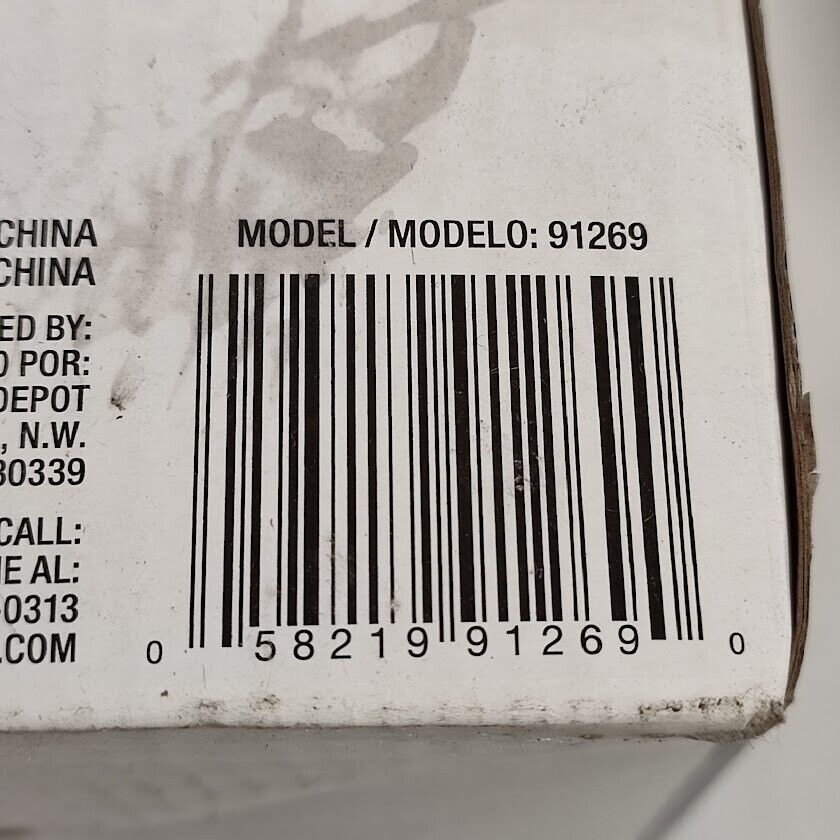 CHINA
CHINA
ED BY:
O POR:
DEPOT
, N.W.
30339
CALL:
E AL:
-0313
.COM
MODEL / MODELO: 91269
0 58219 91269 0